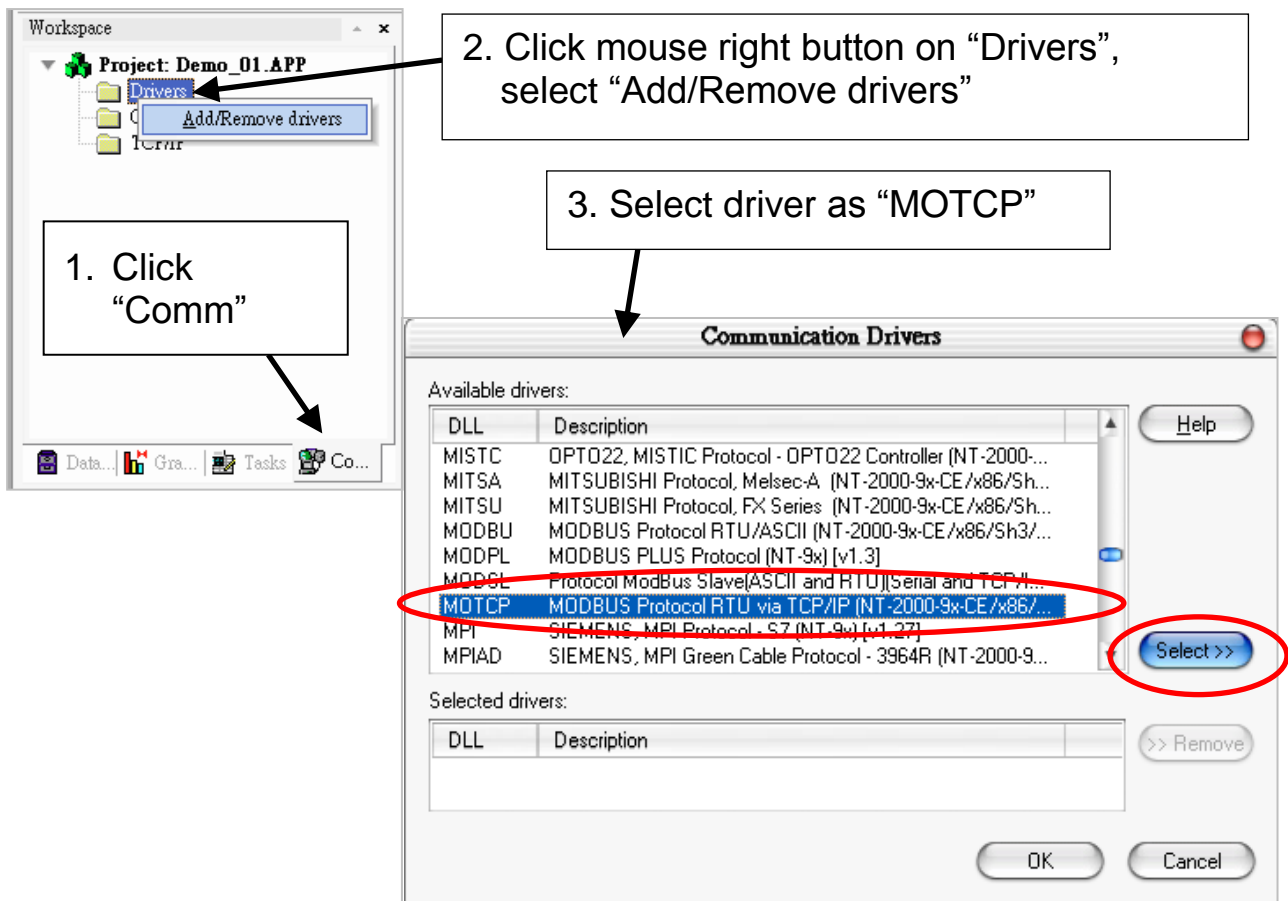 Workspace
Project: Demo_01.APP
Drivers
Add/Remove drivers
TCP/IP
2. Click mouse right button on “Drivers”,
select “Add/Remove drivers”
3. Select driver as “MOTCP”
1. Click
“Comm”
Data... Gra... Tasks Co...
Communication Drivers
Available drivers:
DLL Description
MISTC OPTO22, MISTIC Protocol - OPTO22 Controller (NT-2000-...
MITSA MITSUBISHI Protocol, Melsec-A (NT-2000-9x-CE/x86/Sh...
MITSU MITSUBISHI Protocol, FX Series (NT-2000-9x-CE/x86/Sh...
MODBU MODBUS Protocol RTU/ASCII (NT-2000-9x-CE/x86/Sh3/...
MODPL MODBUS PLUS Protocol (NT-9x) [v1.3]
MODSL Protocol ModBus Slave(ASCII and RTU)(Serial and TCP/I...
MOTCP MODBUS Protocol RTU via TCP/IP (NT-2000-9x-CE/x86/...
MPI SIEMENS, MPI Protocol - S7 (NT-9x) [v1.27]
MPIAD SIEMENS, MPI Green Cable Protocol - 3964R (NT-2000-9...
Help
Select >>
Selected drivers:
DLL Description
>> Remove
OK Cancel